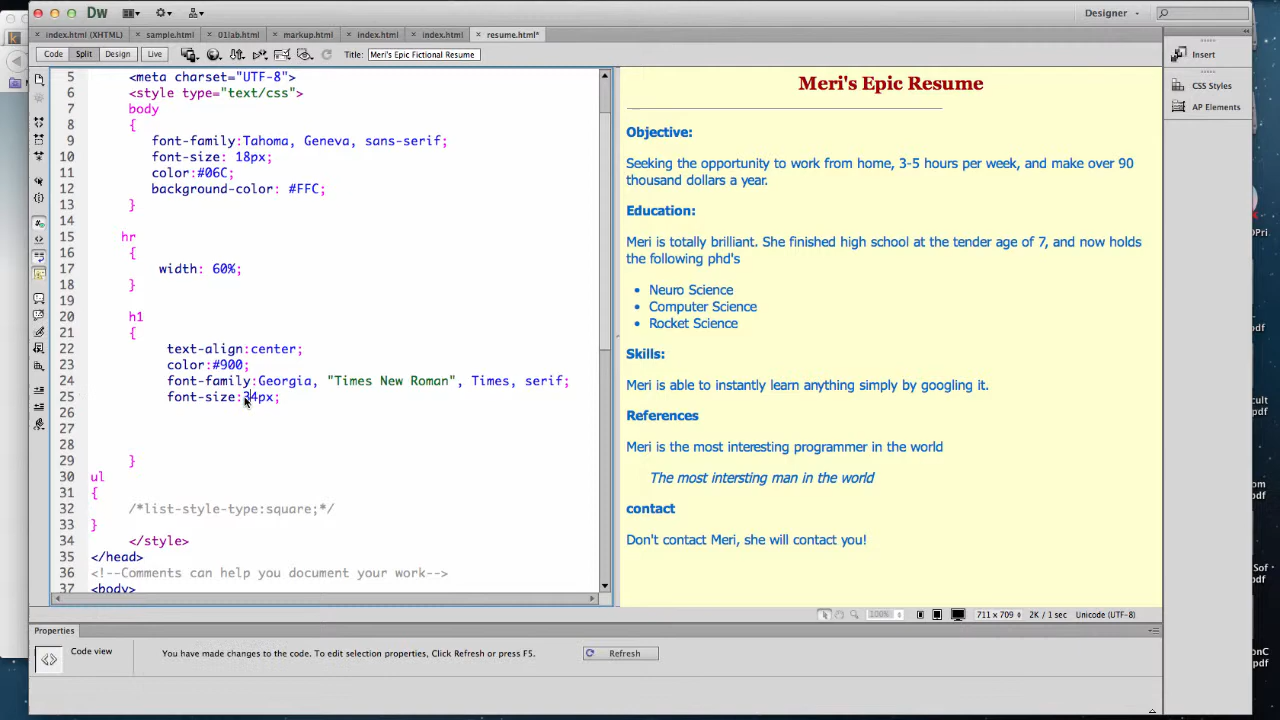 Dw
Designer
index.html (XHTML)
sample.html
01lab.html
markup.html
index.html
index.html
resume.html*
Code
Split
Design
Live
Title:
Meri's Epic Fictional Resume
Insert
CSS Styles
AP Elements
5 <meta charset="UTF-8">
6 <style type="text/css">
7 body
8 {
9 font-family:Tahoma, Geneva, sans-serif;
10 font-size: 18px;
11 color:#06C;
12 background-color: #FFC;
13 }
14
15 hr
16 {
17 width: 60%;
18 }
19
20 h1
21 {
22 text-align:center;
23 color:#900;
24 font-family:Georgia, "Times New Roman", Times, serif;
25 font-size:34px;
26
27
28
29 }
30 ul
31 {
32 /*list-style-type:square;*/
33 }
34 </style>
35 </head>
36 <!--Comments can help you document your work-->
37 <body>
Meri's Epic Resume
Objective:
Seeking the opportunity to work from home, 3-5 hours per week, and make over 90
thousand dollars a year.
Education:
Meri is totally brilliant. She finished high school at the tender age of 7, and now holds
the following phd's
• Neuro Science
• Computer Science
• Rocket Science
Skills:
Meri is able to instantly learn anything simply by googling it.
References
Meri is the most interesting programmer in the world
The most intersting man in the world
contact
Don't contact Meri, she will contact you!
100%
711 x 709
2K / 1 sec
Unicode (UTF-8)
Properties
Code view
You have made changes to the code. To edit selection properties, Click Refresh or press F5.
Refresh